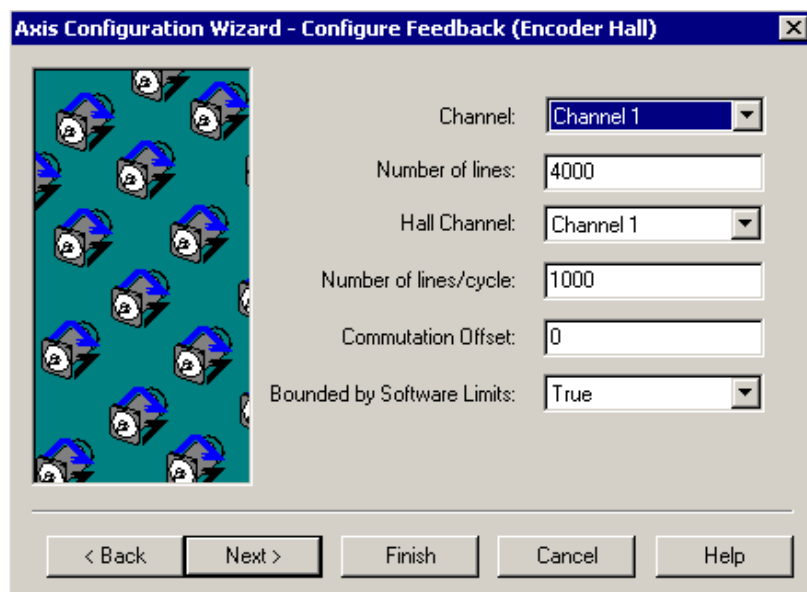 Axis Configuration Wizard - Configure Feedback (Encoder Hall)
Channel: Channel 1
Number of lines: 4000
Hall Channel: Channel 1
Number of lines/cycle: 1000
Commutation Offset: 0
Bounded by Software Limits: True
< Back Next > Finish Cancel Help